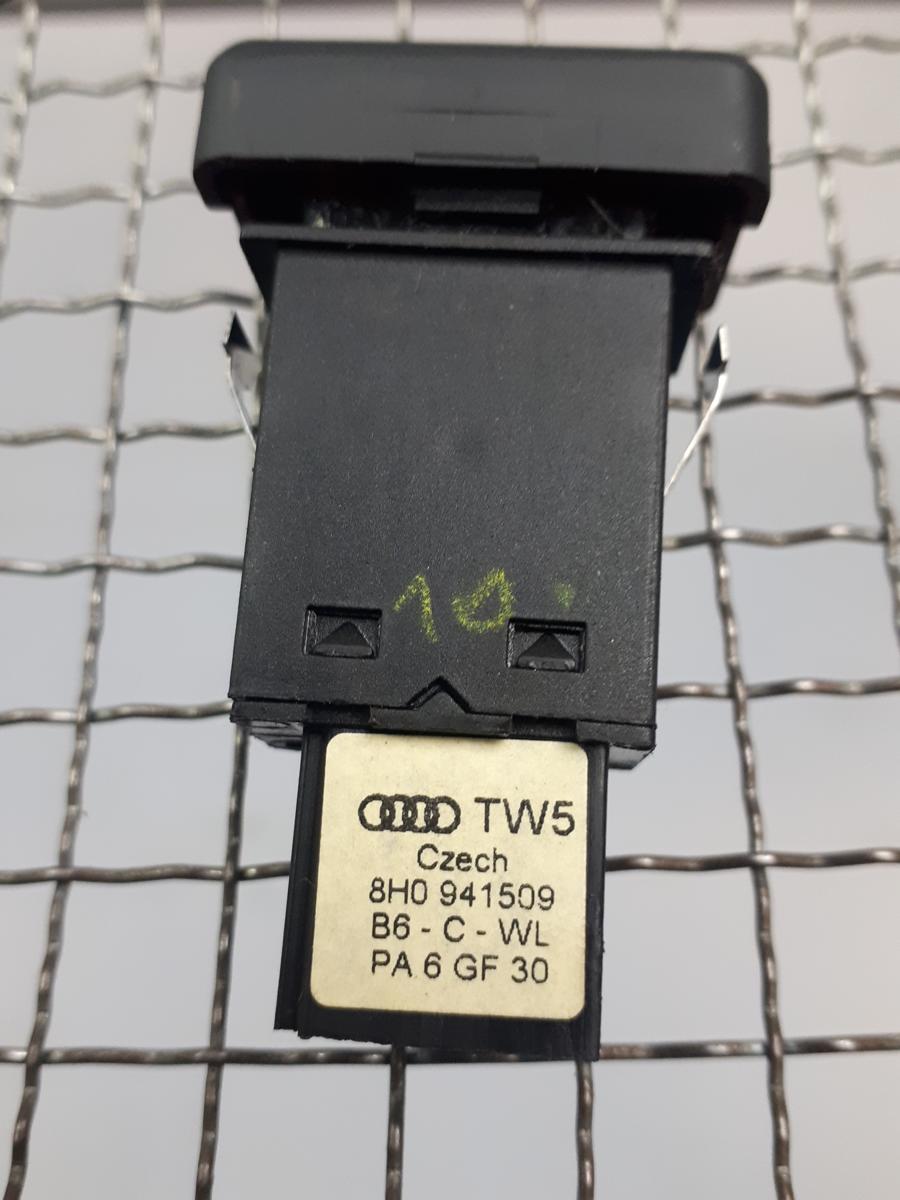 10.
TW5
Czech
8H0 941509
B6 - C - WL
PA 6 GF 30